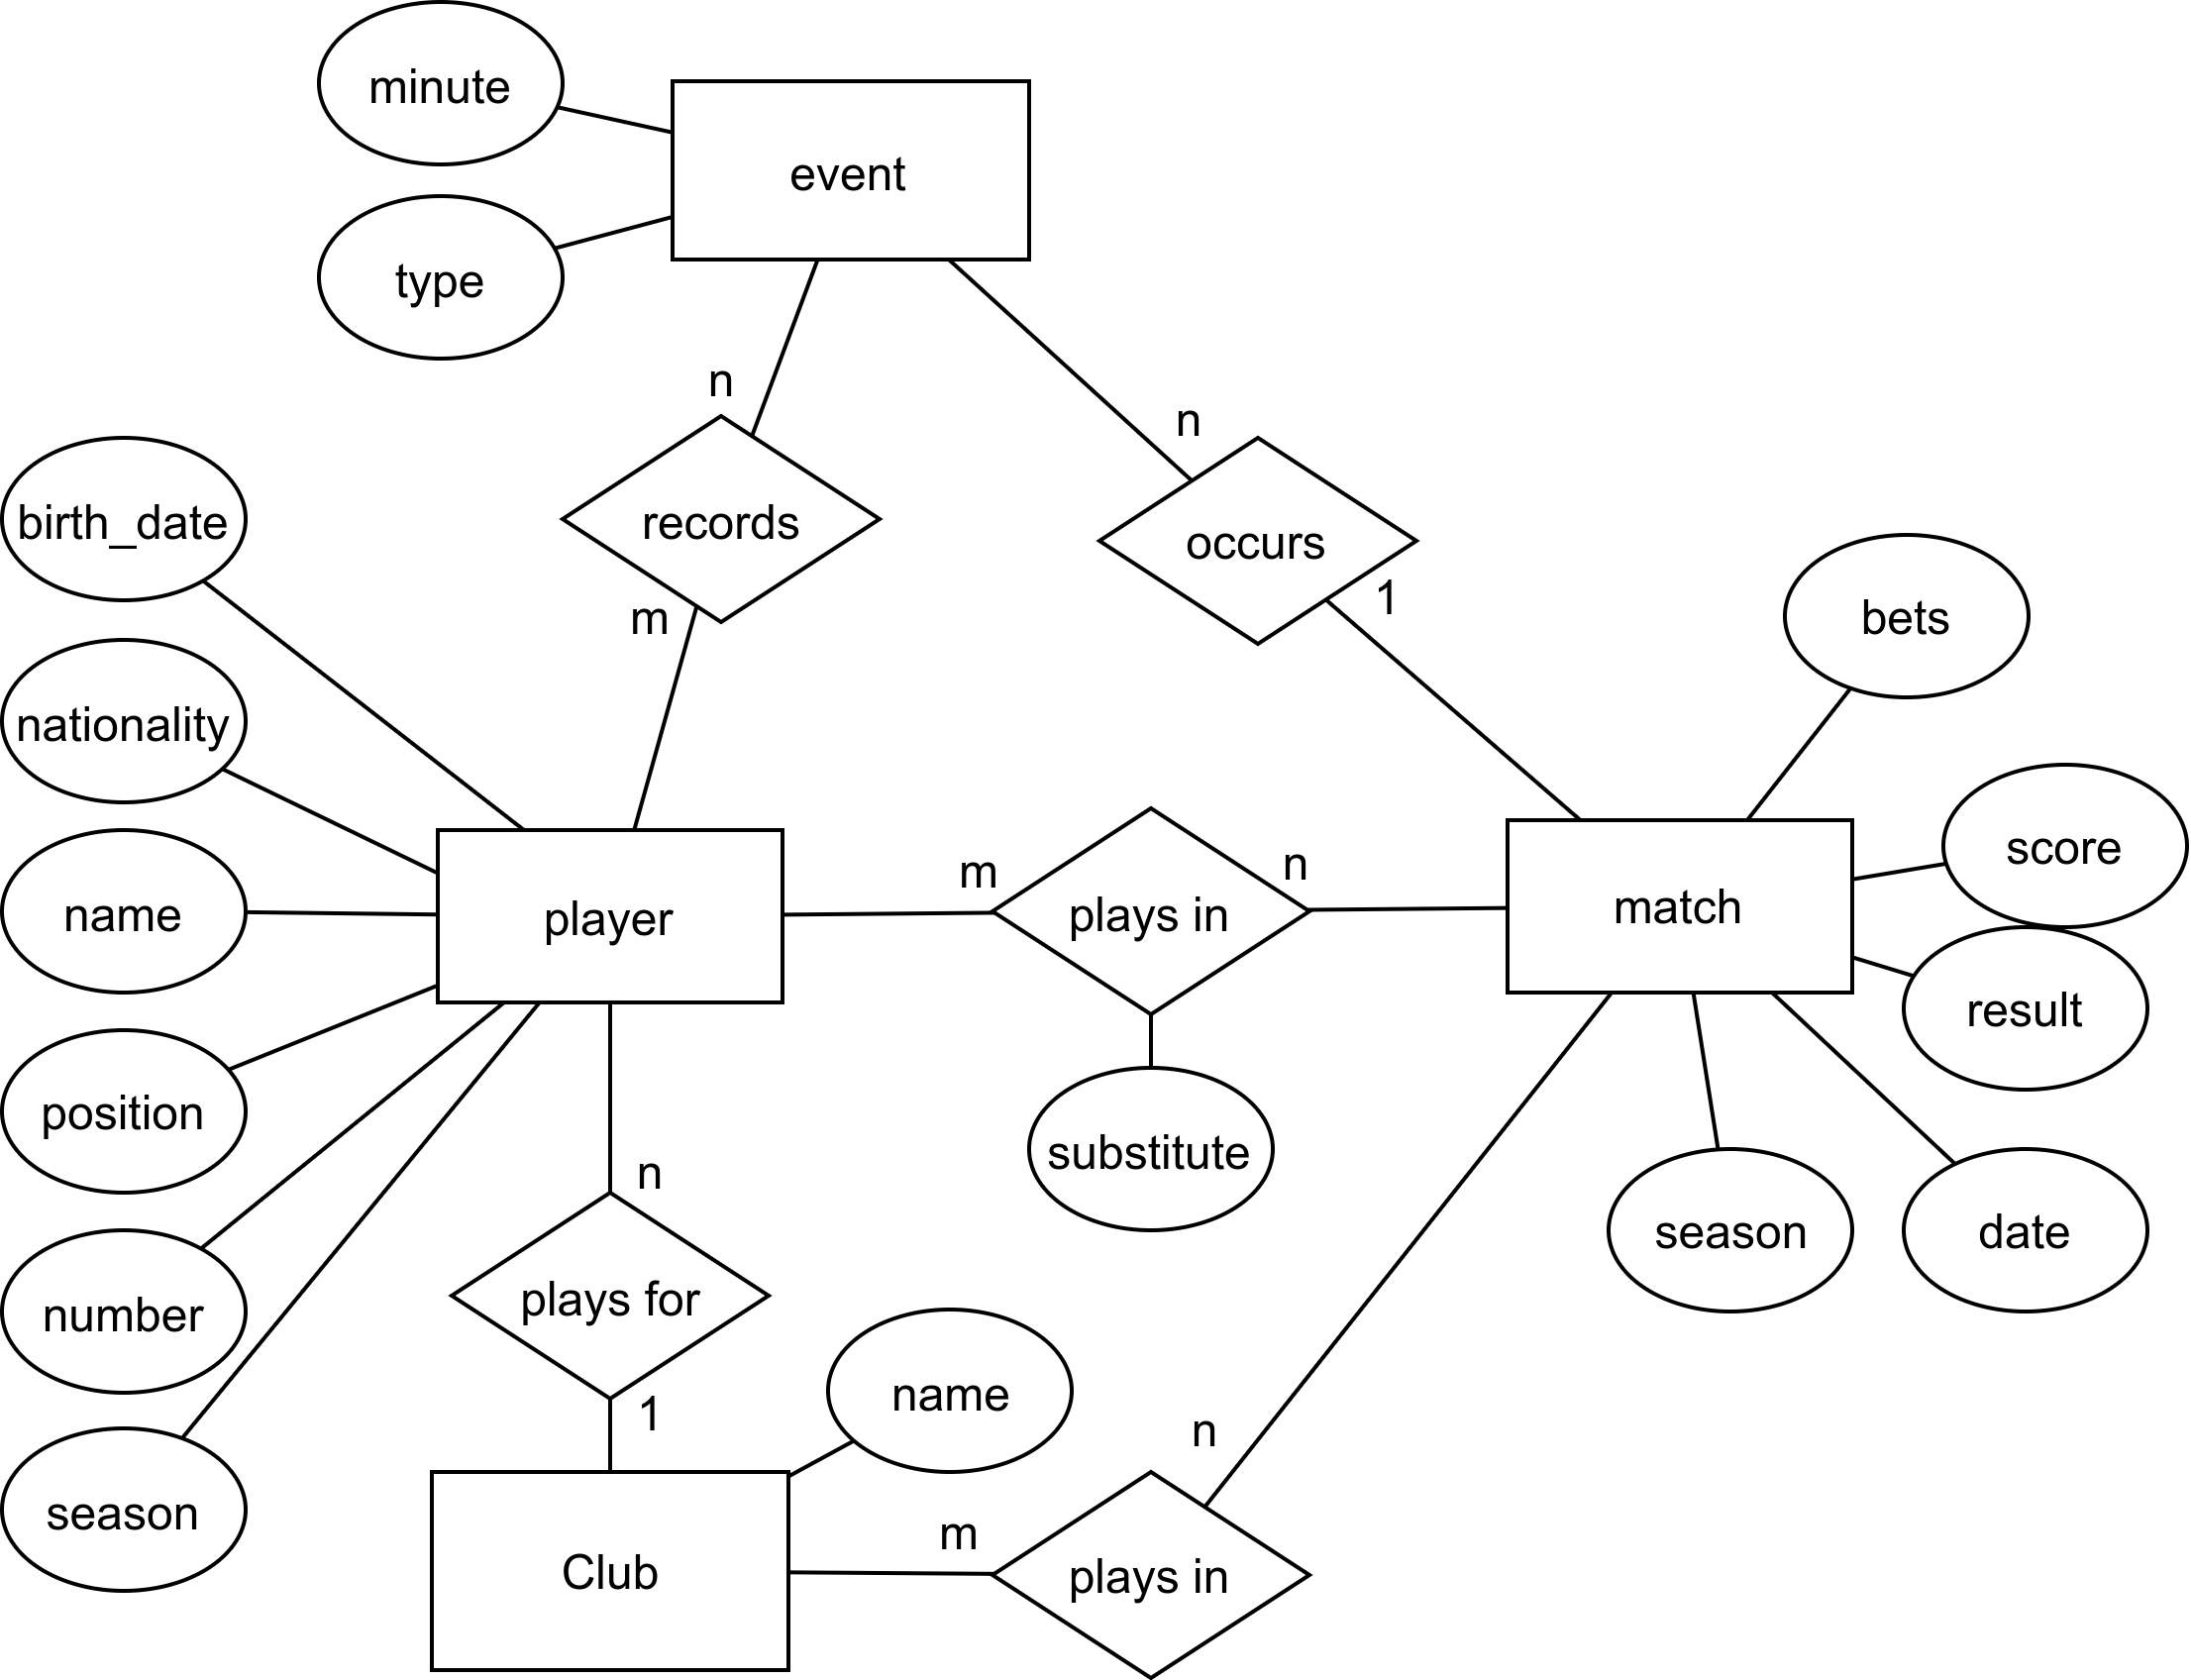 minute
event
type
n
n
birth_date
records
occurs
1
m
bets
nationality
score
m
n
name
player
plays in
match
result
position
substitute
n
season
date
number
plays for
name
1
n
season
m
Club
plays in